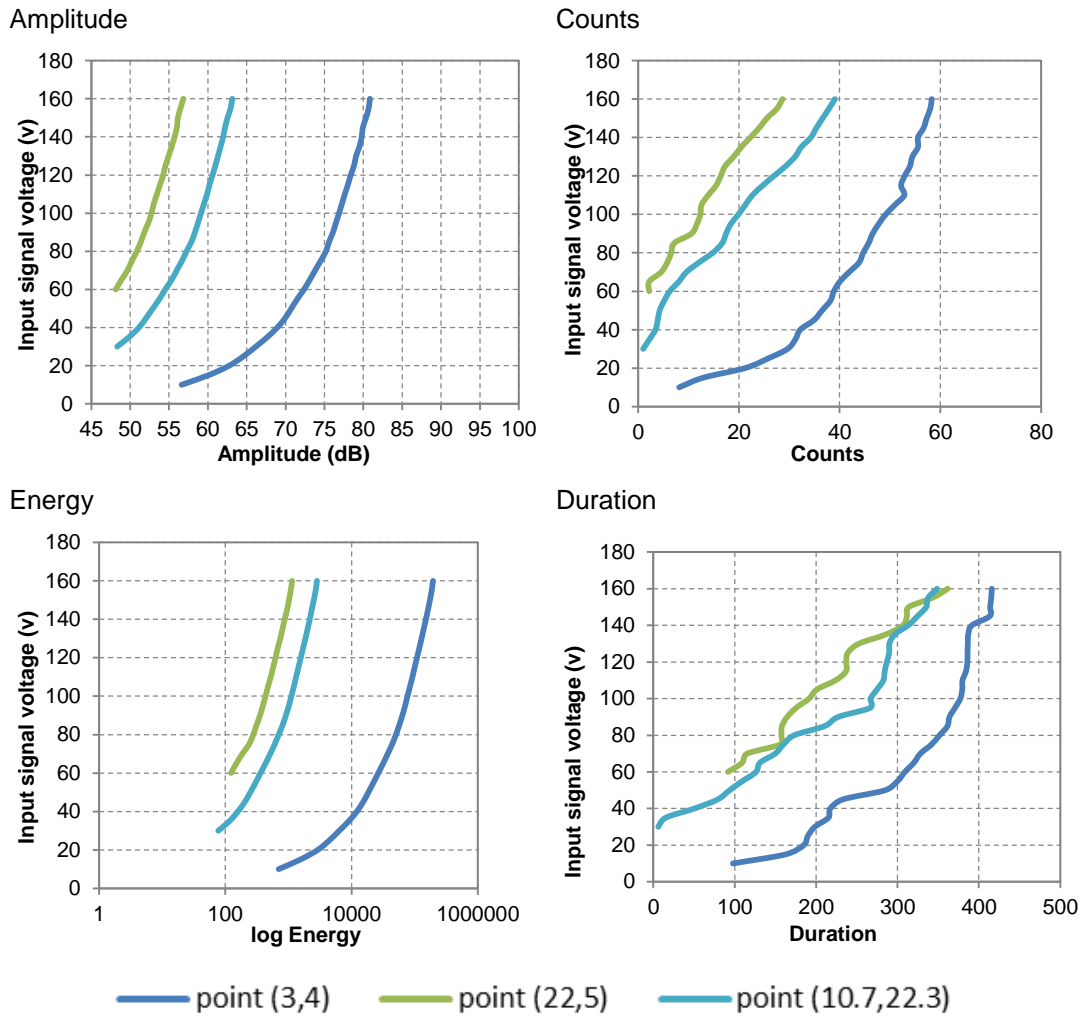 Amplitude
Input signal voltage (v)
180
160
140
120
100
80
60
40
20
0
45 50 55 60 65 70 75 80 85 90 95 100
Amplitude (dB)
Counts
Input signal voltage (v)
180
160
140
120
100
80
60
40
20
0
0 20 40 60 80
Counts
Energy
Input signal voltage (v)
180
160
140
120
100
80
60
40
20
0
1 100 10000 1000000
log Energy
Duration
Input signal voltage (v)
180
160
140
120
100
80
60
40
20
0
0 100 200 300 400 500
Duration
point (3,4) point (22,5) point (10.7,22.3)